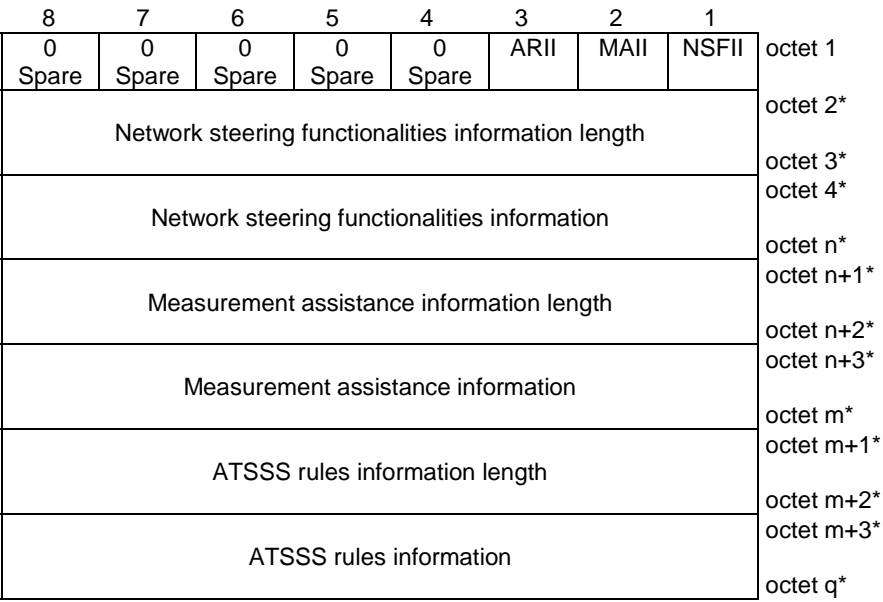 8 7 6 5 4 3 2 1
0 0 0 0 0 ARII MAII NSFII octet 1
Spare Spare Spare Spare Spare
octet 2*
Network steering functionalities information length
octet 3*
octet 4*
Network steering functionalities information
octet n*
octet n+1*
Measurement assistance information length
octet n+2*
octet n+3*
Measurement assistance information
octet m*
octet m+1*
ATSSS rules information length
octet m+2*
octet m+3*
ATSSS rules information
octet q*